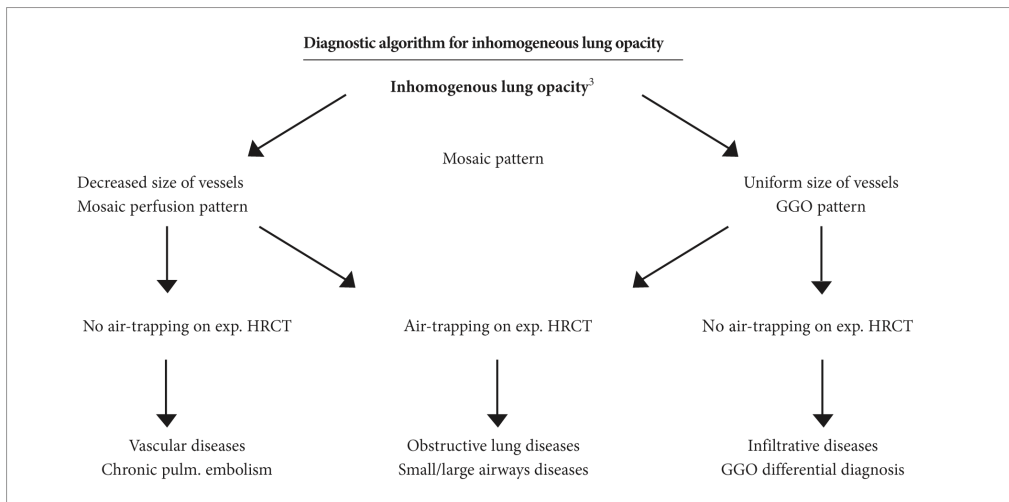 Diagnostic algorithm for inhomogeneous lung opacity
Inhomogenous lung opacity³
Mosaic pattern
Decreased size of vessels
Mosaic perfusion pattern
Uniform size of vessels
GGO pattern
No air-trapping on exp. HRCT
Air-trapping on exp. HRCT
No air-trapping on exp. HRCT
Vascular diseases
Chronic pulm. embolism
Obstructive lung diseases
Small/large airways diseases
Infiltrative diseases
GGO differential diagnosis